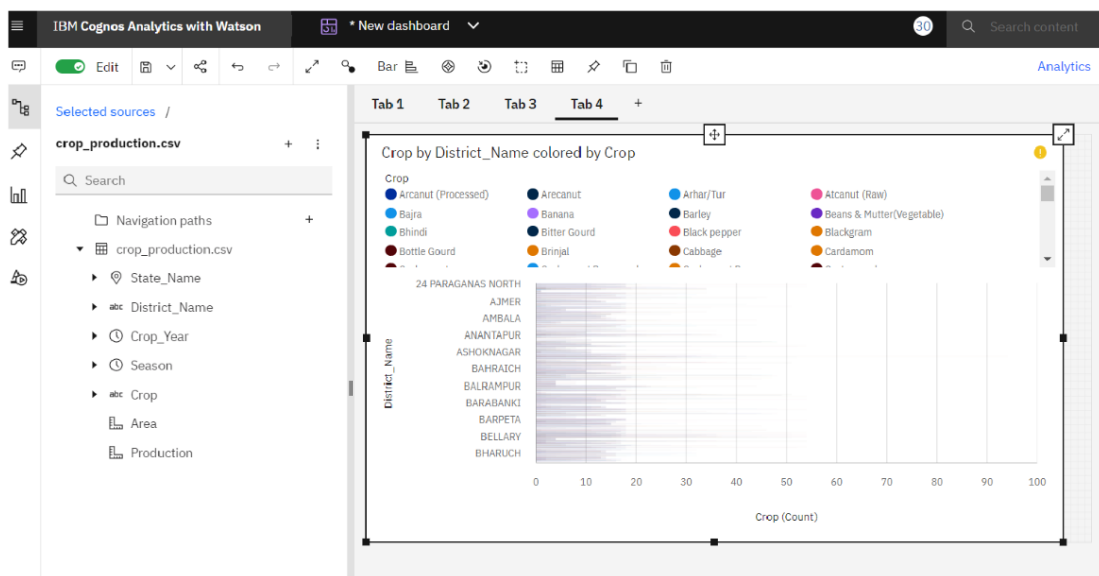 IBM Cognos Analytics with Watson
* New dashboard
30
Search content
Edit
Bar
Analytics
Selected sources /
crop_production.csv
Search
Navigation paths
crop_production.csv
State_Name
abc District_Name
Crop_Year
Season
abc Crop
Area
Production
Tab 1 Tab 2 Tab 3 Tab 4 +
Crop by District_Name colored by Crop
Crop
Arcanut (Processed) Arecanut Arhar/Tur Atcanut (Raw)
Bajra Banana Barley Beans & Mutter(Vegetable)
Bhindi Bitter Gourd Black pepper Blackgram
Bottle Gourd Brinjal Cabbage Cardamom
District_Name
24 PARAGANAS NORTH
AJMER
AMBALA
ANANTAPUR
ASHOKNAGAR
BAHRAICH
BALRAMPUR
BARABANKI
BARPETA
BELLARY
BHARUCH
0 10 20 30 40 50 60 70 80 90 100
Crop (Count)